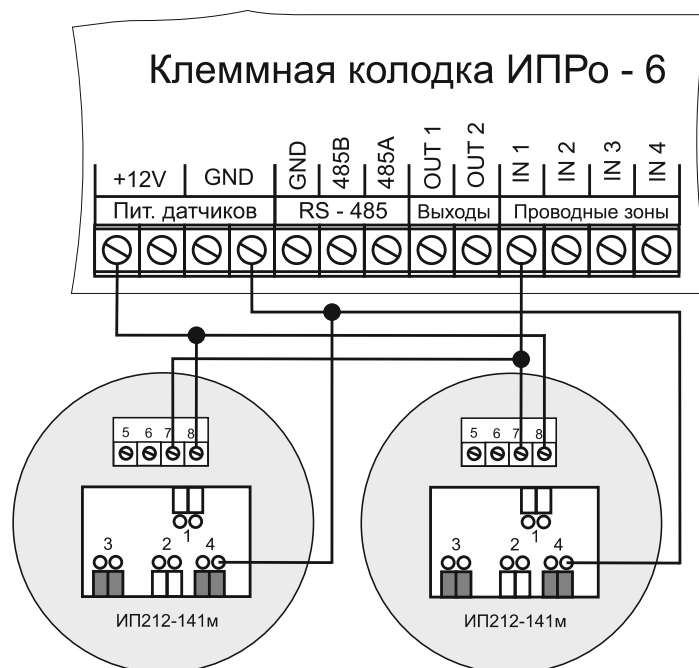 Клеммная колодка ИПРо - 6
+12V GND GND 485B 485A OUT 1 OUT 2 IN 1 IN 2 IN 3 IN 4
Пит. датчиков RS - 485 Выходы Проводные зоны
5 6 7 8
1
3 2 4
ИП212-141м
5 6 7 8
1
3 2 4
ИП212-141м